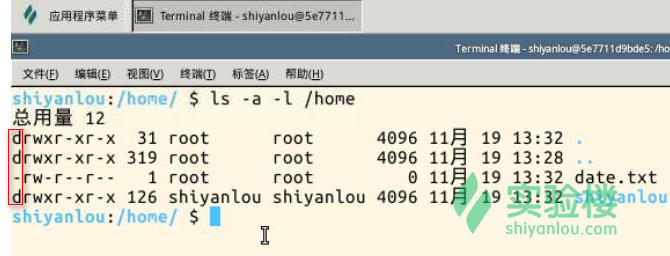 应用程序菜单 Terminal 终端 - shiyanlou@5e7711...
Terminal 终端 - shiyanlou@5e7711d9bde5: /ho
文件(F) 编辑(E) 视图(V) 终端(T) 标签(A) 帮助(H)
shiyanlou:/home/ $ ls -a -l /home
总用量 12
drwxr-xr-x 31 root root 4096 11月 19 13:32 .
drwxr-xr-x 319 root root 4096 11月 19 13:28 ..
-rw-r--r-- 1 root root 0 11月 19 13:32 date.txt
drwxr-xr-x 126 shiyanlou shiyanlou 4096 11月 19 13:32 shiyanlou
shiyanlou:/home/ $
实验楼
shiyanlou.com